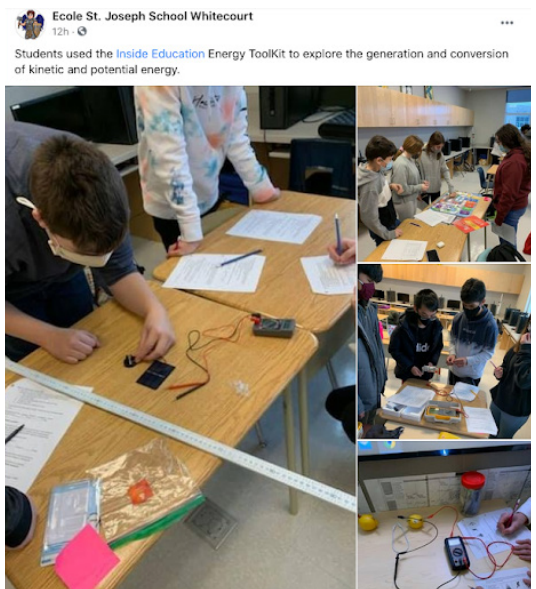 Ecole St. Joseph School Whitecourt
12h
Students used the Inside Education Energy ToolKit to explore the generation and conversion
of kinetic and potential energy.